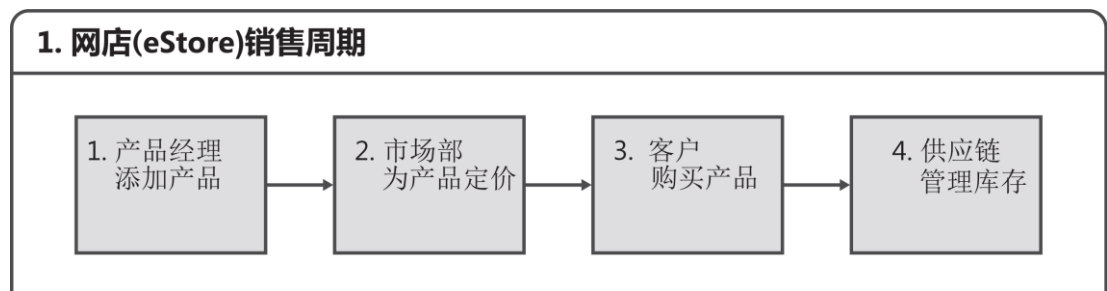 1. 网店(eStore)销售周期
1. 产品经理
添加产品
2. 市场部
为产品定价
3. 客户
购买产品
4. 供应链
管理库存